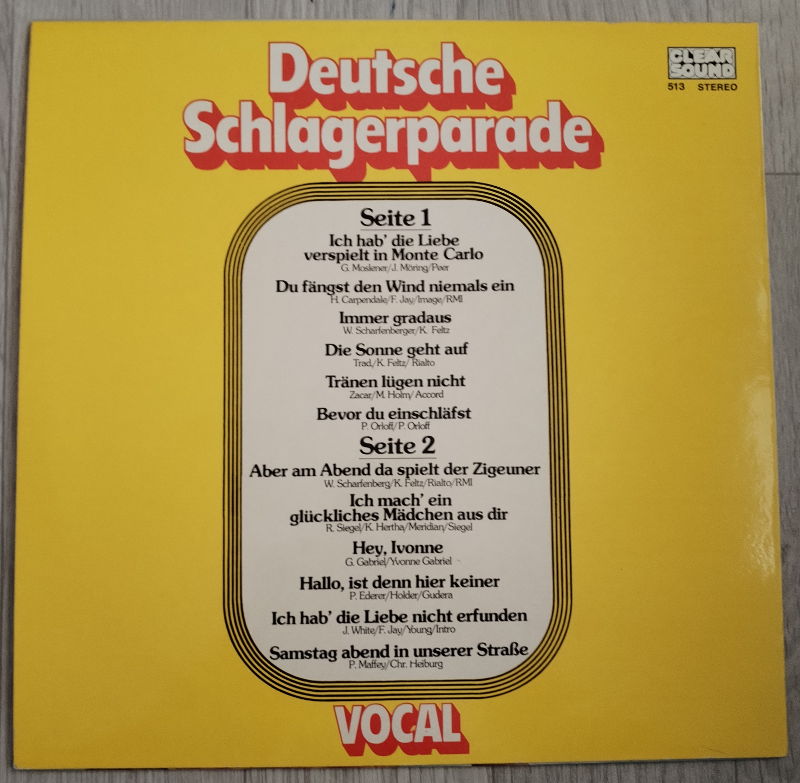 Deutsche
Schlagerparade
CLEAR
SOUND
513 STEREO
Seite 1
Ich hab' die Liebe
verspielt in Monte Carlo
G. Moslener/J. Möring/Peer
Du fängst den Wind niemals ein
H. Carpendale/F. Jay/Image/RMI
Immer gradaus
W. Scharfenberger/K. Feltz
Die Sonne geht auf
Trad./K. Feltz/ Rialto
Tränen lügen nicht
Zacar/M. Holm/Accord
Bevor du einschläfst
P. Orloff/P. Orloff
Seite 2
Aber am Abend da spielt der Zigeuner
W. Scharfenberg/K. Feltz/Rialto/RMI
Ich mach' ein
glückliches Mädchen aus dir
R. Siegel/K. Hertha/Meridian/Siegel
Hey, Ivonne
G. Gabriel/Yvonne Gabriel
Hallo, ist denn hier keiner
P. Ederer/Holder/Gudera
Ich hab' die Liebe nicht erfunden
J. White/F. Jay/Young/Intro
Samstag abend in unserer Straße
P. Maffey/Chr. Heiburg
VOCAL